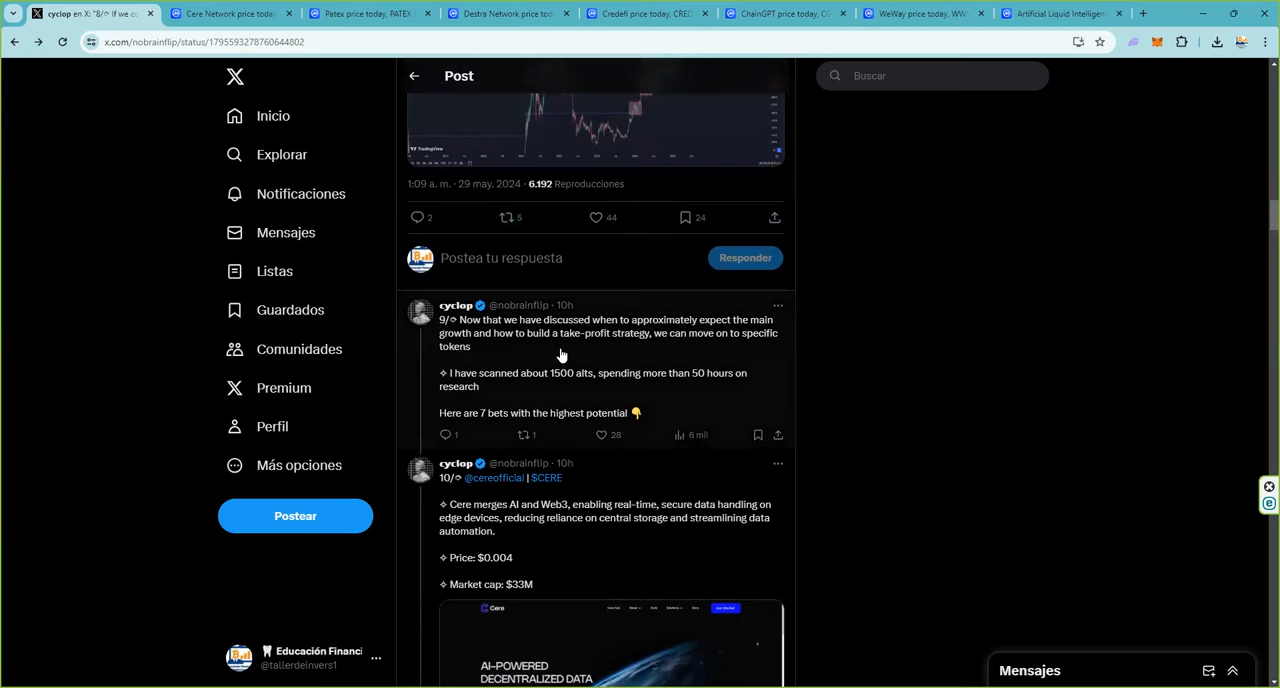 cyclop en X: "8/ If we co
Cere Network price today
Patex price today, PATEX t
Destra Network price tod
Credefi price today, CRED
ChainGPT price today, CG
WeWay price today, WWY
Artificial Liquid Intelligen
x.com/nobrainflip/status/1795593278760644802
Inicio
Explorar
Notificaciones
Mensajes
Listas
Guardados
Comunidades
Premium
Perfil
Más opciones
Postear
Educación Financi
@tallerdeinvers1
Post
TradingView
1:09 a. m. · 29 may. 2024 · 6.192 Reproducciones
2 5 44 24
Postea tu respuesta
Responder
cyclop @nobrainflip · 10h
9/ Now that we have discussed when to approximately expect the main
growth and how to build a take-profit strategy, we can move on to specific
tokens
✧ I have scanned about 1500 alts, spending more than 50 hours on
research
Here are 7 bets with the highest potential 👇
1 1 28 6 mil
cyclop @nobrainflip · 10h
10/ @cereofficial | $CERE
✧ Cere merges AI and Web3, enabling real-time, secure data handling on
edge devices, reducing reliance on central storage and streamlining data
automation.
✧ Price: $0.004
✧ Market cap: $33M
Cere
AI-POWERED
DECENTRALIZED DATA
Buscar
Mensajes